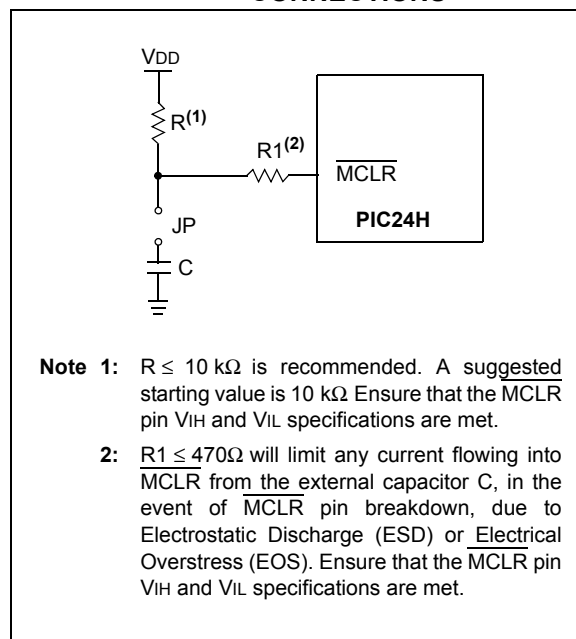 CONNECTIONS
VDD
R(1)
R1(2)
MCLR
JP
PIC24H
C
Note 1: R ≤ 10 kΩ is recommended. A suggested
starting value is 10 kΩ Ensure that the MCLR
pin VIH and VIL specifications are met.
2: R1 ≤ 470Ω will limit any current flowing into
MCLR from the external capacitor C, in the
event of MCLR pin breakdown, due to
Electrostatic Discharge (ESD) or Electrical
Overstress (EOS). Ensure that the MCLR pin
VIH and VIL specifications are met.